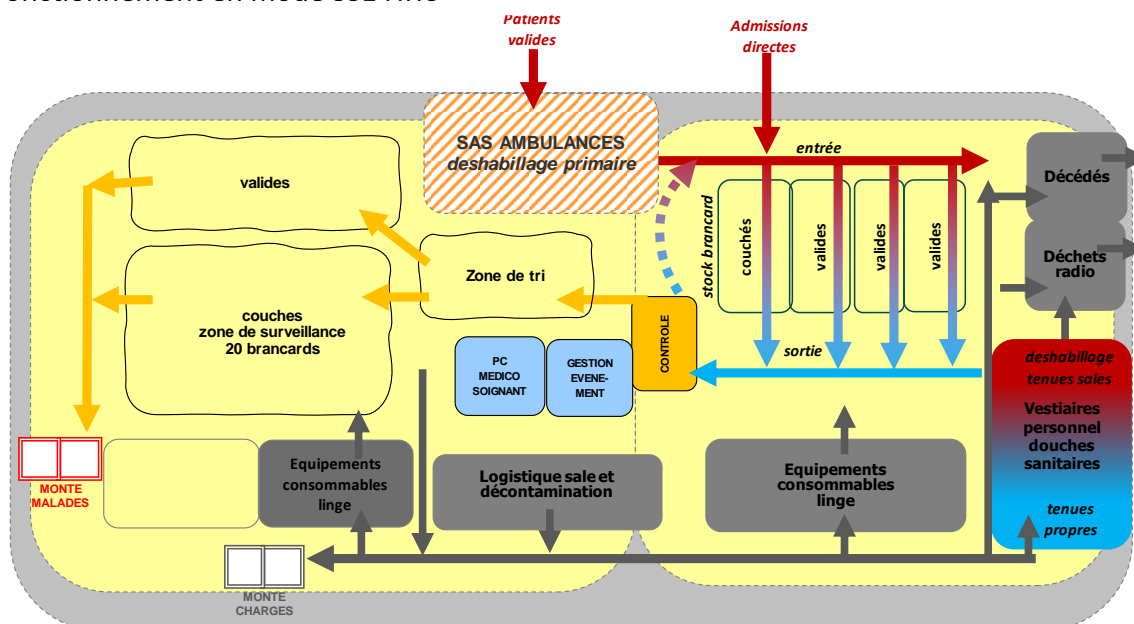 Patients
valides
Admissions
directes
SAS AMBULANCES
deshabillage primaire
entrée
valides
Zone de tri
couches
zone de surveillance
20 brancards
stock brancard
couchés
valides
valides
valides
Décédés
Déchets
radio
CONTROLE
sortie
PC
MEDICO
SOIGNANT
GESTION
EVENE-
MENT
deshabillage
tenues sales
Vestiaires
personnel
douches
sanitaires
tenues
propres
MONTE
MALADES
Equipements
consommables
linge
Logistique sale et
décontamination
Equipements
consommables
linge
MONTE
CHARGES